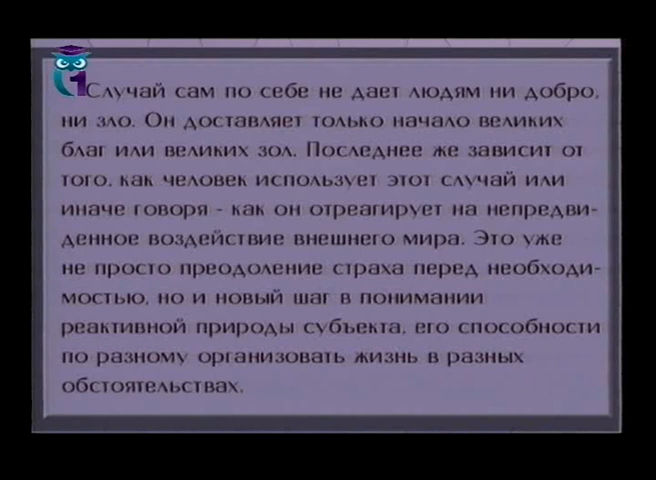 1
Случай сам по себе не дает людям ни добро,
ни зло. Он доставляет только начало великих
благ или великих зол. Последнее же зависит от
того, как человек использует этот случай или
иначе говоря - как он отреагирует на непредви-
денное воздействие внешнего мира. Это уже
не просто преодоление страха перед необходи-
мостью, но и новый шаг в понимании
реактивной природы субъекта, его способности
по разному организовать жизнь в разных
обстоятельствах.